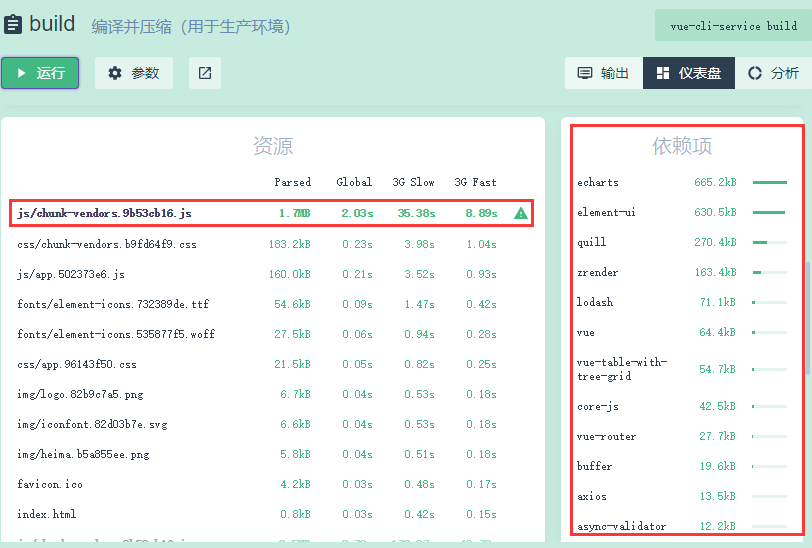 build 编译并压缩（用于生产环境） vue-cli-service build
运行 参数 输出 仪表盘 分析
资源
Parsed Global 3G Slow 3G Fast
js/chunk-vendors.9b53cb16.js 1.7MB 2.03s 35.38s 8.89s
css/chunk-vendors.b9fd64f9.css 183.2kB 0.23s 3.98s 1.04s
js/app.502373e6.js 160.0kB 0.21s 3.52s 0.93s
fonts/element-icons.732389de.ttf 54.6kB 0.09s 1.47s 0.42s
fonts/element-icons.535877f5.woff 27.5kB 0.06s 0.94s 0.28s
css/app.96143f50.css 21.5kB 0.05s 0.82s 0.25s
img/logo.82b9c7a5.png 6.7kB 0.04s 0.53s 0.18s
img/iconfont.82d03b7e.svg 6.6kB 0.04s 0.53s 0.18s
img/heima.b5a855ee.png 5.8kB 0.04s 0.51s 0.18s
favicon.ico 4.2kB 0.03s 0.48s 0.17s
index.html 0.8kB 0.03s 0.42s 0.15s
依赖项
echarts 665.2kB
element-ui 630.5kB
quill 270.4kB
zrender 163.4kB
lodash 71.1kB
vue 64.4kB
vue-table-with-
tree-grid 54.7kB
core-js 42.5kB
vue-router 27.7kB
buffer 19.6kB
axios 13.5kB
async-validator 12.2kB